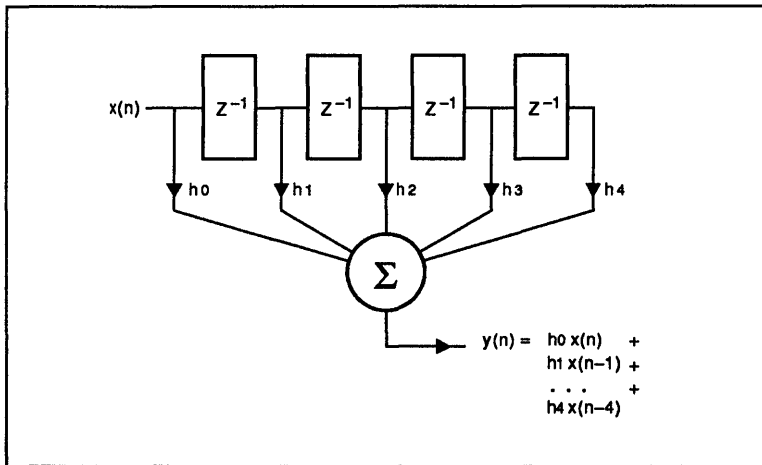 x(n) Z⁻¹ Z⁻¹ Z⁻¹ Z⁻¹
h0 h1 h2 h3 h4
Σ
y(n) = h0 x(n) +
h1 x(n−1) +
. . . +
h4 x(n−4)